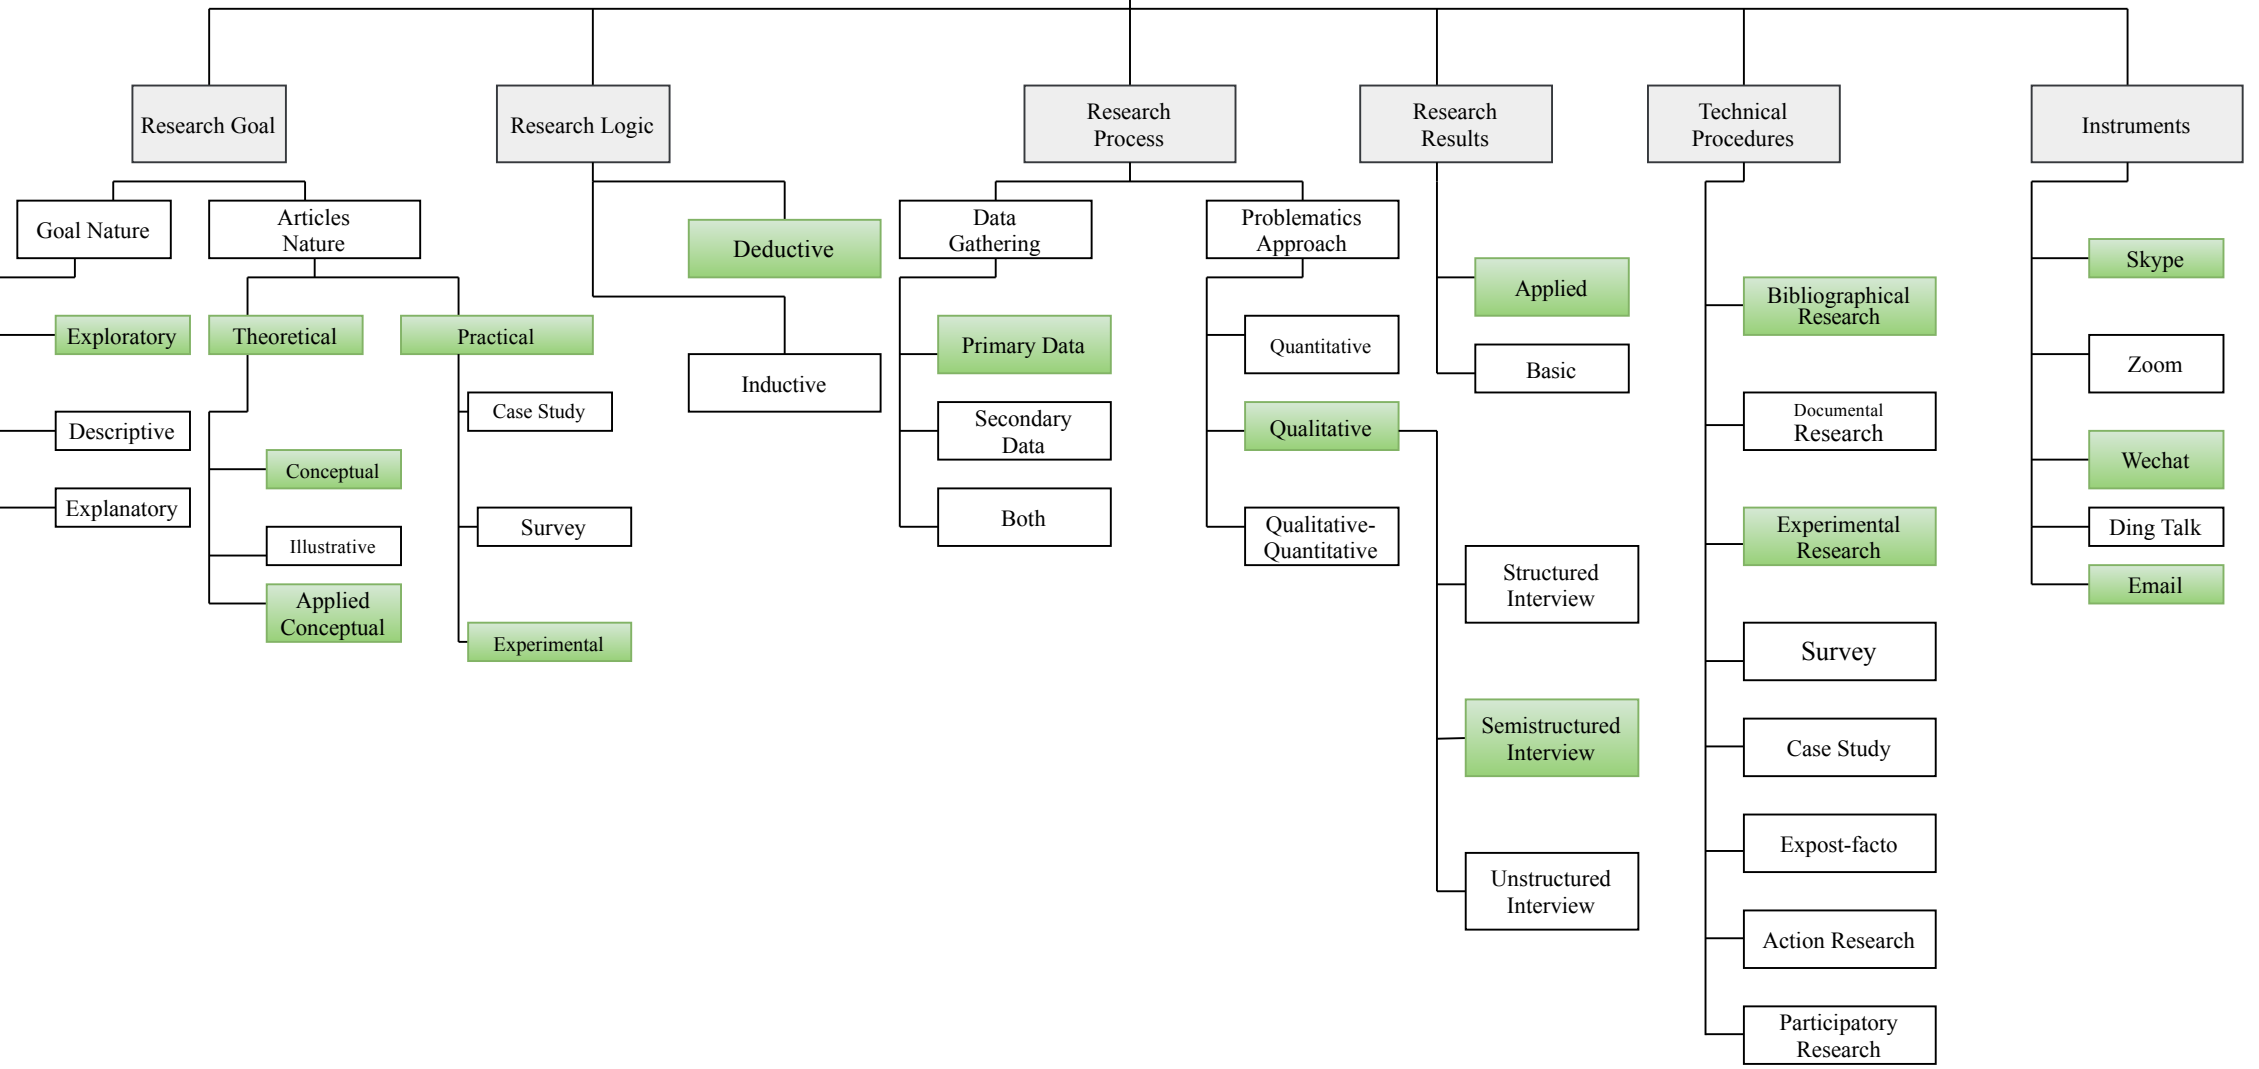 Research Goal
Research Logic
Research
Process
Research
Results
Technical
Procedures
Instruments
Goal Nature
Articles
Nature
Exploratory
Descriptive
Explanatory
Theoretical
Conceptual
Illustrative
Applied
Conceptual
Practical
Case Study
Survey
Experimental
Deductive
Inductive
Data
Gathering
Primary Data
Secondary
Data
Both
Problematics
Approach
Quantitative
Qualitative
Qualitative-
Quantitative
Structured
Interview
Semistructured
Interview
Unstructured
Interview
Applied
Basic
Bibliographical
Research
Documental
Research
Experimental
Research
Survey
Case Study
Expost-facto
Action Research
Participatory
Research
Skype
Zoom
Wechat
Ding Talk
Email